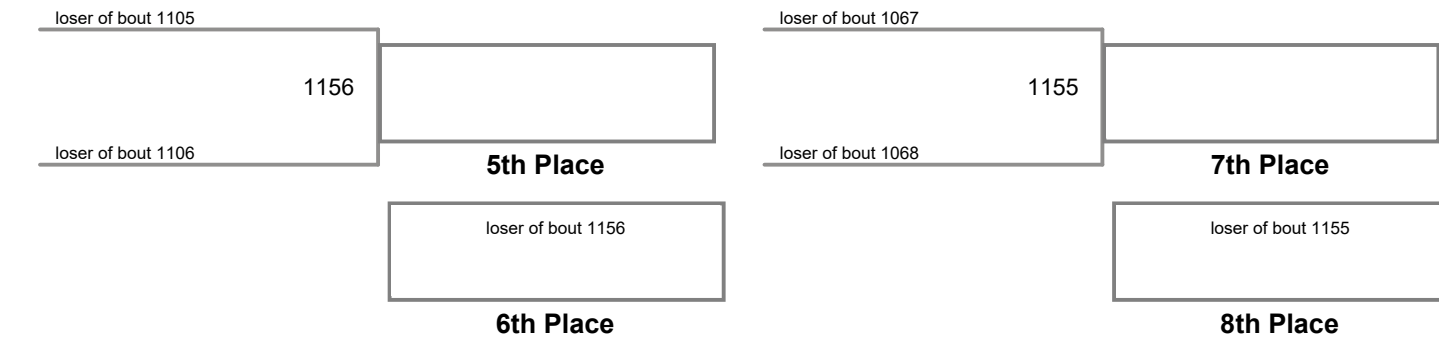 loser of bout 1105
1156
loser of bout 1106
5th Place
loser of bout 1156
6th Place
loser of bout 1067
1155
loser of bout 1068
7th Place
loser of bout 1155
8th Place